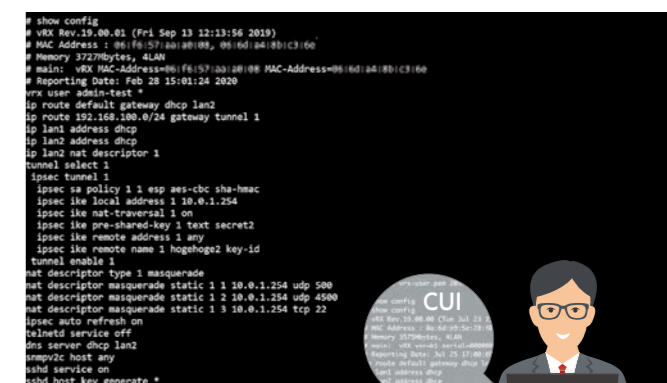 # show config
# vRX Rev.19.00.01 (Fri Sep 13 12:13:56 2019)
# MAC Address :
# Memory 3727Mbytes, 4LAN
# main: vRX MAC-Address= MAC-Address=
# Reporting Date: Feb 28 15:01:24 2020
vrx user admin-test *
ip route default gateway dhcp lan2
ip route 192.168.100.0/24 gateway tunnel 1
ip lan1 address dhcp
ip lan2 address dhcp
ip lan2 nat descriptor 1
tunnel select 1
ipsec tunnel 1
ipsec sa policy 1 1 esp aes-cbc sha-hmac
ipsec ike local address 1 10.0.1.254
ipsec ike nat-traversal 1 on
ipsec ike pre-shared-key 1 text secret2
ipsec ike remote address 1 any
ipsec ike remote name 1 hogehoge2 key-id
tunnel enable 1
nat descriptor type 1 masquerade
nat descriptor masquerade static 1 1 10.0.1.254 udp 500
nat descriptor masquerade static 1 2 10.0.1.254 udp 4500
nat descriptor masquerade static 1 3 10.0.1.254 tcp 22
ipsec auto refresh on
telnetd service off
dns server dhcp lan2
snmpv2c host any
sshd service on
sshd host key generate *
CUI
show config